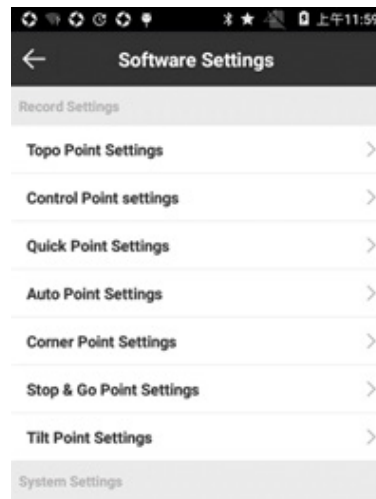 上午11:59
Software Settings
Record Settings
Topo Point Settings
Control Point settings
Quick Point Settings
Auto Point Settings
Corner Point Settings
Stop & Go Point Settings
Tilt Point Settings
System Settings